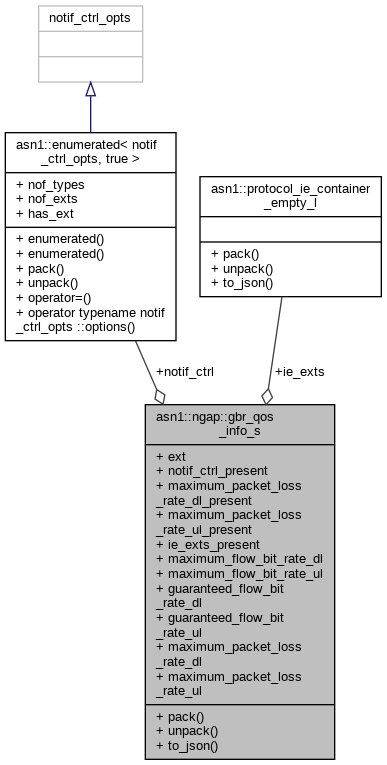 notif_ctrl_opts
asn1::enumerated< notif
_ctrl_opts, true >
+ nof_types
+ nof_exts
+ has_ext
+ enumerated()
+ enumerated()
+ pack()
+ unpack()
+ operator=()
+ operator typename notif
_ctrl_opts ::options()
asn1::protocol_ie_container
_empty_l
+ pack()
+ unpack()
+ to_json()
+notif_ctrl
+ie_exts
asn1::ngap::gbr_qos
_info_s
+ ext
+ notif_ctrl_present
+ maximum_packet_loss
_rate_dl_present
+ maximum_packet_loss
_rate_ul_present
+ ie_exts_present
+ maximum_flow_bit_rate_dl
+ maximum_flow_bit_rate_ul
+ guaranteed_flow_bit
_rate_dl
+ guaranteed_flow_bit
_rate_ul
+ maximum_packet_loss
_rate_dl
+ maximum_packet_loss
_rate_ul
+ pack()
+ unpack()
+ to_json()